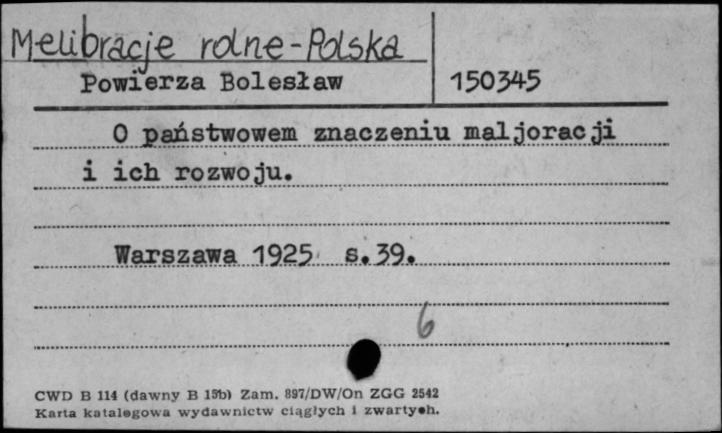 Melibracje rolne-Polska
Powierza Bolesław 150345
O państwowem znaczeniu maljoracji
i ich rozwoju.
Warszawa 1925 s.39.
6
CWD B 114 (dawny B 15b) Zam. 897/DW/On ZGG 2542
Karta katalogowa wydawnictw ciągłych i zwartych.